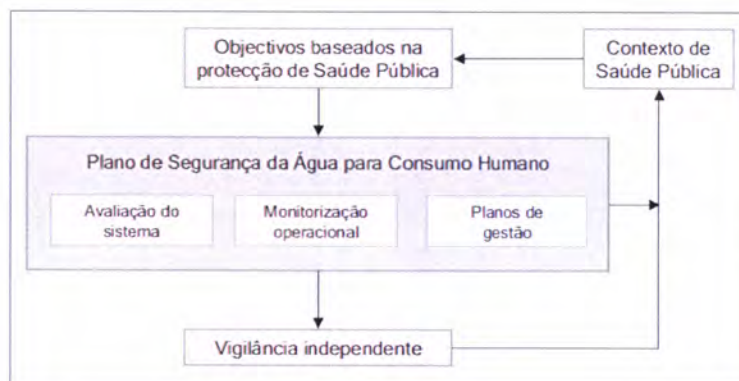 Objectivos baseados na
protecção de Saúde Pública
Contexto de
Saúde Pública
Plano de Segurança da Água para Consumo Humano
Avaliação do
sistema
Monitorização
operacional
Planos de
gestão
Vigilância independente